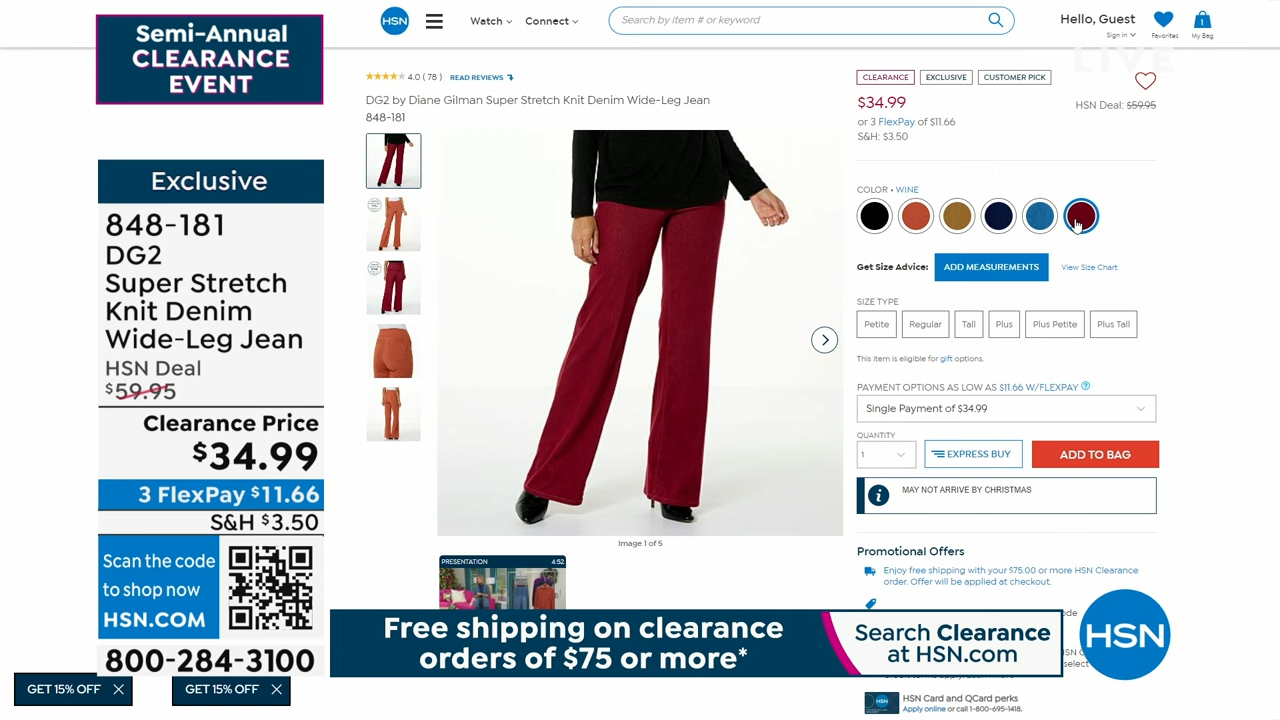 Semi-Annual
CLEARANCE
EVENT
HSN
Watch
Connect
Search by item # or keyword
Hello, Guest
Sign In
Favorites
1
My Bag
LIVE
4.0 ( 78 )
READ REVIEWS
DG2 by Diane Gilman Super Stretch Knit Denim Wide-Leg Jean
848-181
CLEARANCE
EXCLUSIVE
CUSTOMER PICK
$34.99
HSN Deal: $59.95
or 3 FlexPay of $11.66
S&H: $3.50
COLOR • WINE
Get Size Advice:
ADD MEASUREMENTS
View Size Chart
SIZE TYPE
Petite
Regular
Tall
Plus
Plus Petite
Plus Tall
This item is eligible for gift options.
PAYMENT OPTIONS AS LOW AS $11.66 W/FLEXPAY
Single Payment of $34.99
QUANTITY
1
EXPRESS BUY
ADD TO BAG
MAY NOT ARRIVE BY CHRISTMAS
Image 1 of 5
PRESENTATION
4:52
Promotional Offers
Enjoy free shipping with your $75.00 or more HSN Clearance
order. Offer will be applied at checkout.
HSN Card and QCard perks
Apply online or call 1-800-695-1418.
Exclusive
848-181
DG2
Super Stretch
Knit Denim
Wide-Leg Jean
HSN Deal
$59.95
Clearance Price
$34.99
3 FlexPay $11.66
S&H $3.50
Scan the code
to shop now
HSN.COM
800-284-3100
GET 15% OFF
GET 15% OFF
Free shipping on clearance
orders of $75 or more*
Search Clearance
at HSN.com
HSN